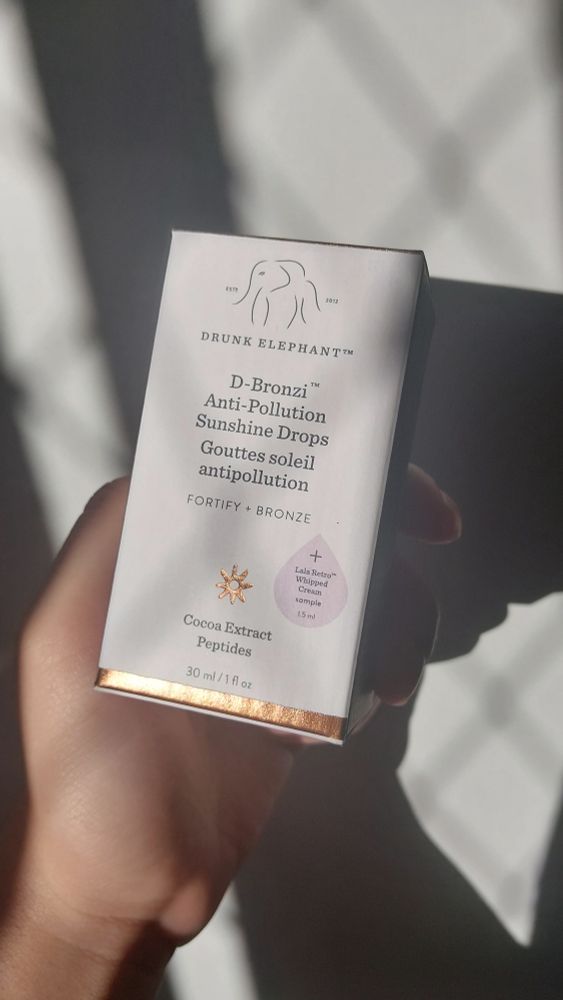 ESTD 2012
DRUNK ELEPHANT™
D-Bronzi™
Anti-Pollution
Sunshine Drops
Gouttes soleil
antipollution
FORTIFY + BRONZE
+
Lala Retro™
Whipped
Cream
sample
1.5 ml
Cocoa Extract
Peptides
30 ml / 1 fl oz